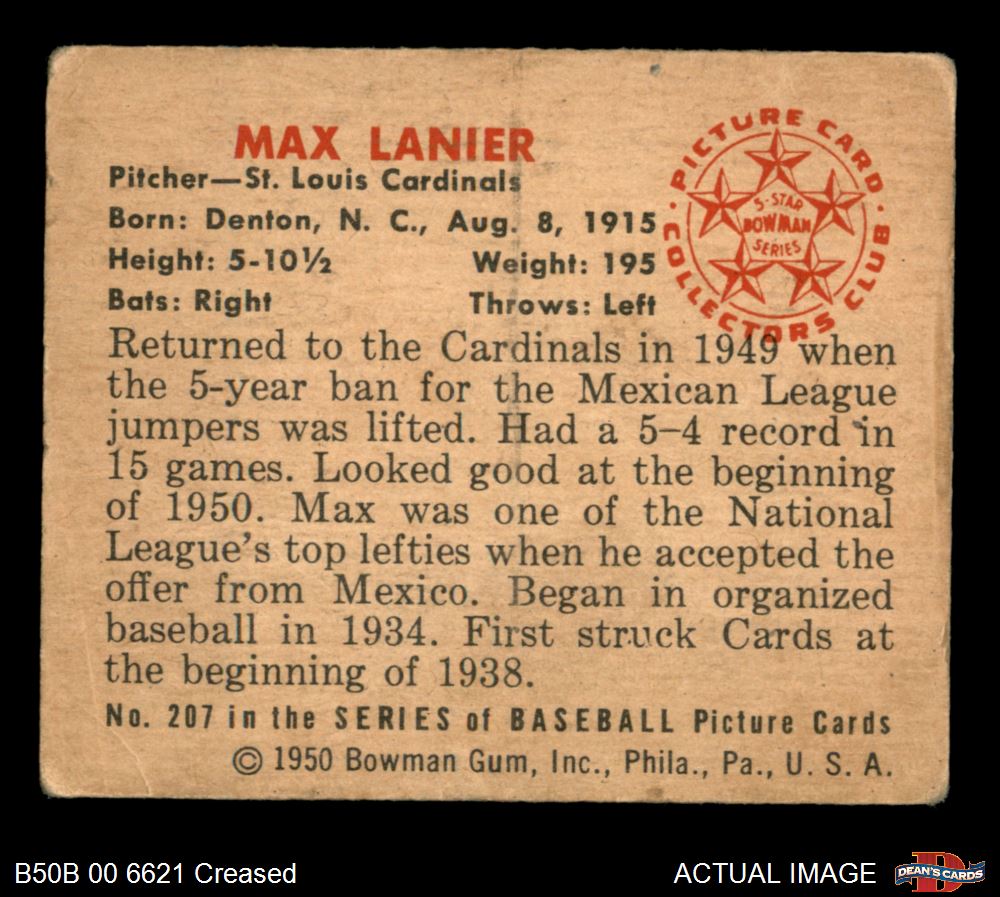 MAX LANIER
Pitcher—St. Louis Cardinals
Born: Denton, N. C., Aug. 8, 1915
Height: 5-10½ Weight: 195
Bats: Right Throws: Left
PICTURE CARD
COLLECTORS CLUB
5-STAR
BOWMAN
SERIES
Returned to the Cardinals in 1949 when
the 5-year ban for the Mexican League
jumpers was lifted. Had a 5-4 record in
15 games. Looked good at the beginning
of 1950. Max was one of the National
League's top lefties when he accepted the
offer from Mexico. Began in organized
baseball in 1934. First struck Cards at
the beginning of 1938.
No. 207 in the SERIES of BASEBALL Picture Cards
© 1950 Bowman Gum, Inc., Phila., Pa., U. S. A.
B50B 00 6621 Creased
ACTUAL IMAGE
D
DEAN'S CARDS